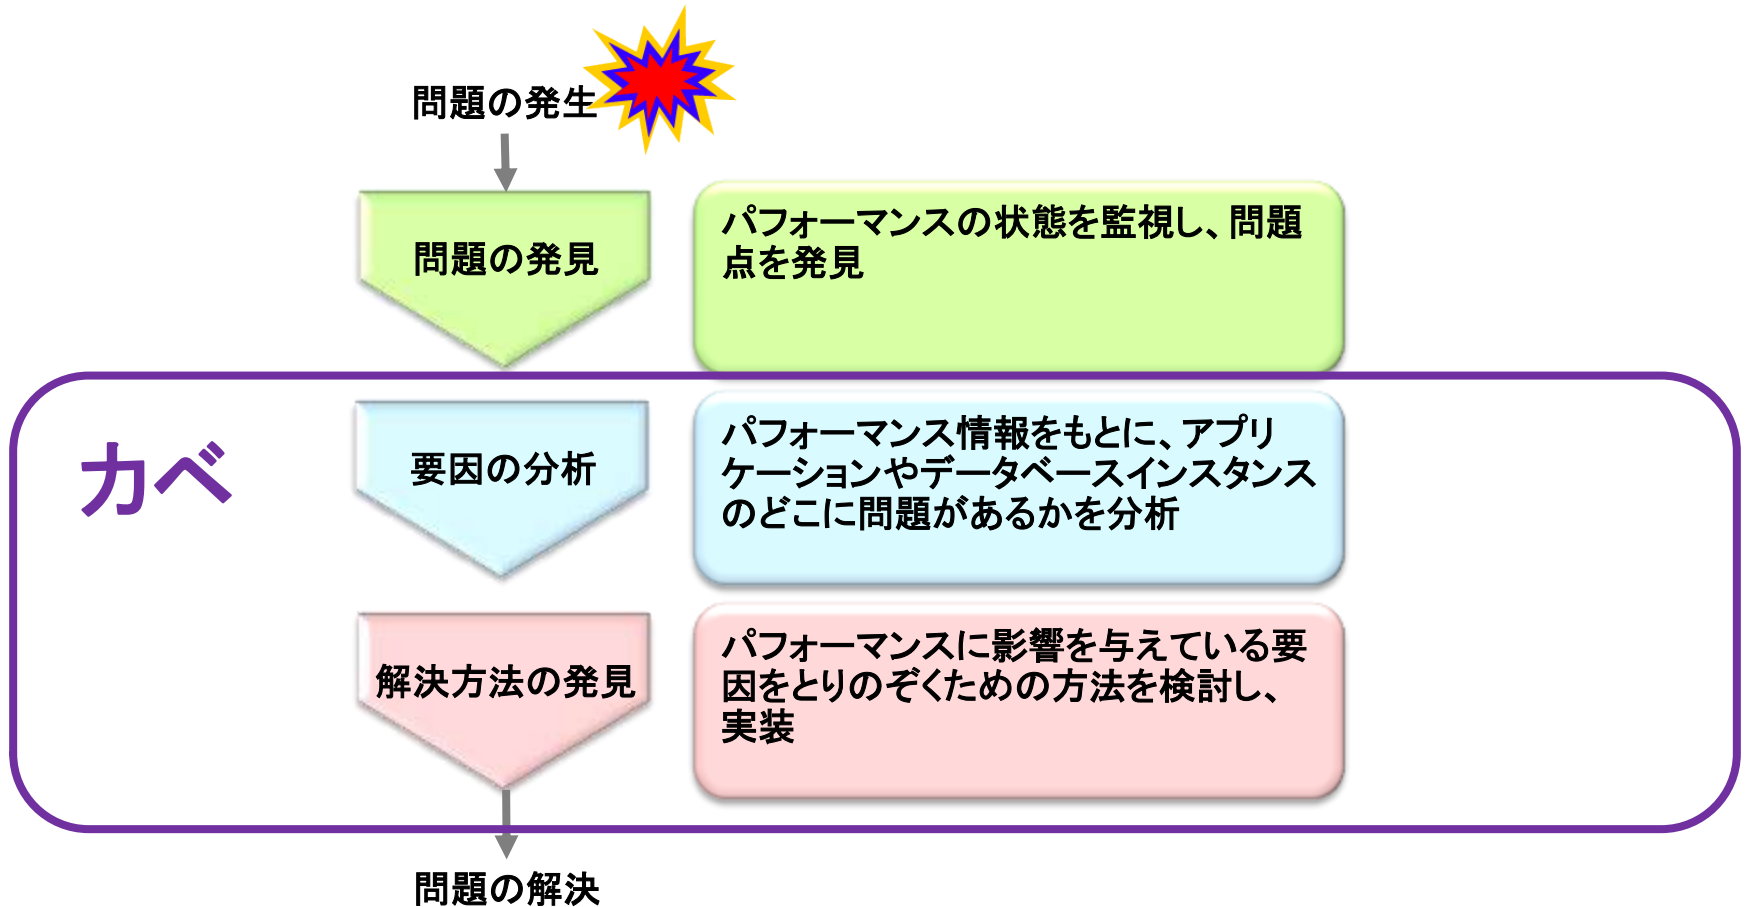 問題の発生
問題の発見
パフォーマンスの状態を監視し、問題
点を発見
カベ
要因の分析
パフォーマンス情報をもとに、アプリ
ケーションやデータベースインスタンス
のどこに問題があるかを分析
解決方法の発見
パフォーマンスに影響を与えている要
因をとりのぞくための方法を検討し、
実装
問題の解決